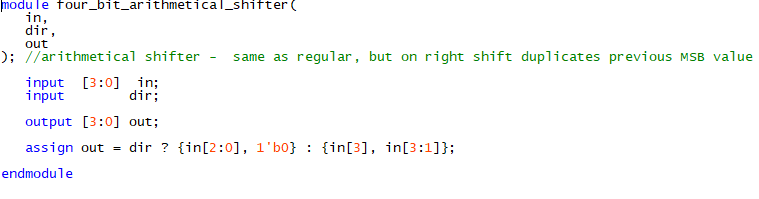 module four_bit_arithmetical_shifter(
in,
dir,
out
); //arithmetical shifter -  same as regular, but on right shift duplicates previous MSB value
input  [3:0]  in;
input        dir;
output [3:0] out;
assign out = dir ? {in[2:0], 1'b0} : {in[3], in[3:1]};
endmodule